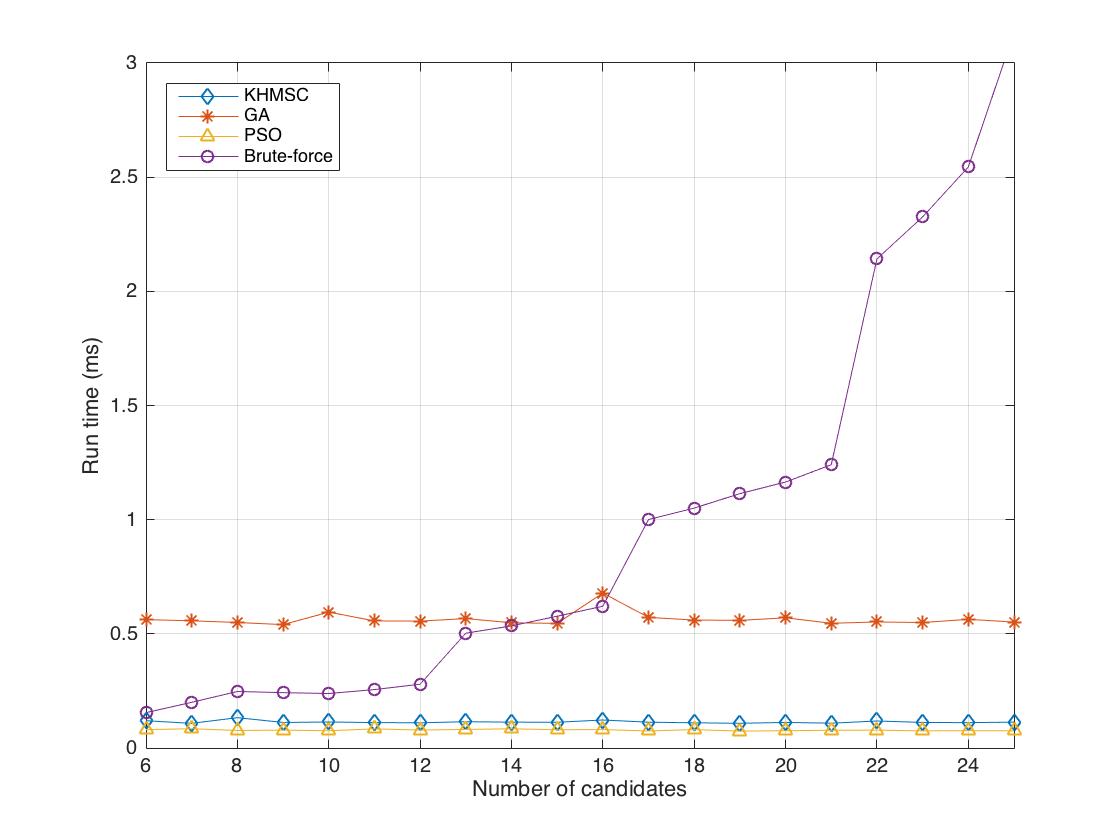 3
KHMSC
GA
PSO
Brute-force
2.5
2
1.5
1
0.5
0
Run time (ms)
6 8 10 12 14 16 18 20 22 24
Number of candidates